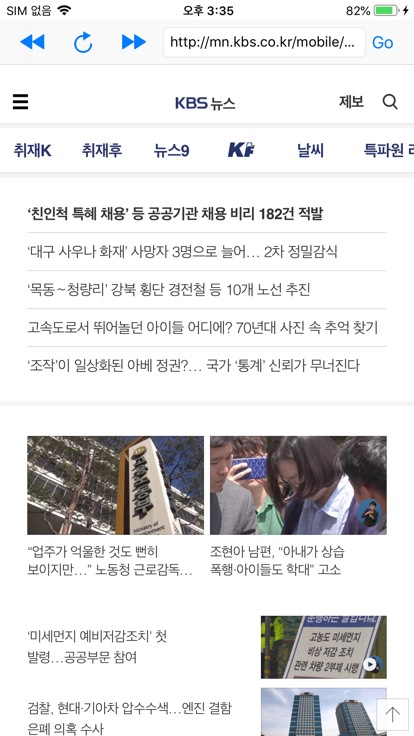 SIM 없음 오후 3:35 82%
http://mn.kbs.co.kr/mobile/... Go
KBS 뉴스 제보
취재K 취재후 뉴스9 KF 날씨 특파원
‘친인척 특혜 채용’ 등 공공기관 채용 비리 182건 적발
‘대구 사우나 화재’ 사망자 3명으로 늘어… 2차 정밀감식
‘목동～청량리’ 강북 횡단 경전철 등 10개 노선 추진
고속도로서 뛰어놀던 아이들 어디에? 70년대 사진 속 추억 찾기
‘조작’이 일상화된 아베 정권?… 국가 ‘통계’ 신뢰가 무너진다
고용노동부
Ministry of
“업주가 억울한 것도 뻔히
보이지만…” 노동청 근로감독…
조현아 남편, “아내가 상습
폭행·아이들도 학대” 고소
‘미세먼지 예비저감조치’ 첫
발령…공공부문 참여
고농도 미세먼지
비상 저감 조치
관련 차량 2부제 시행
검찰, 현대·기아차 압수수색…엔진 결함
은폐 의혹 수사